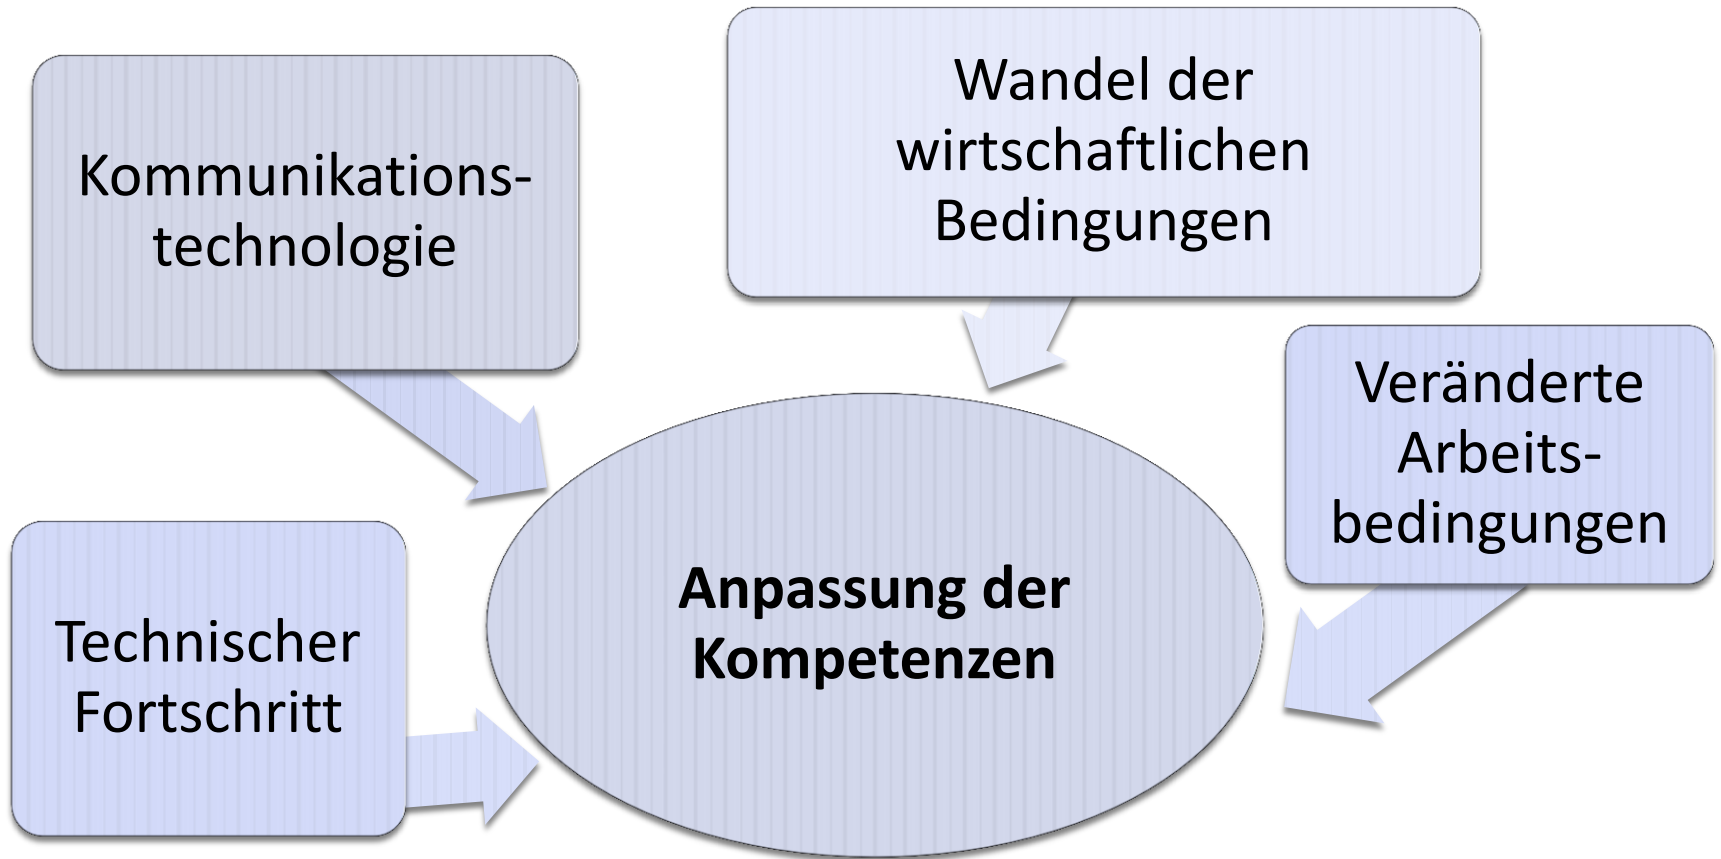 Kommunikations-
technologie
Wandel der
wirtschaftlichen
Bedingungen
Veränderte
Arbeits-
bedingungen
Technischer
Fortschritt
Anpassung der
Kompetenzen